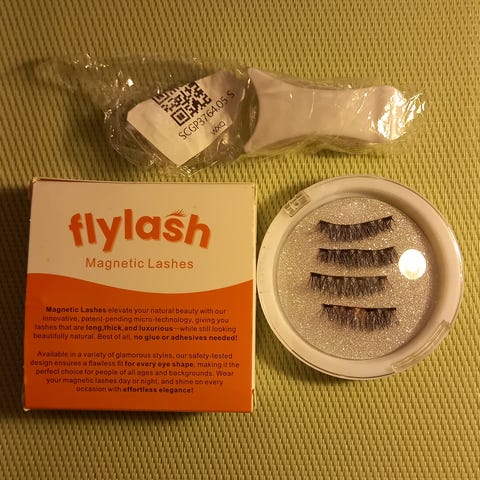 SCGP3764.05-S
WXQ
flylash
Magnetic Lashes
Magnetic Lashes elevate your natural beauty with our
innovative, patent-pending micro-technology, giving you
lashes that are long,thick,and luxurious—while still looking
beautifully natural. Best of all, no glue or adhesives needed!
Available in a variety of glamorous styles, our safety-tested
design ensures a flawless fit for every eye shape, making it the
perfect choice for people of all ages and backgrounds. Wear
your magnetic lashes day or night, and shine on every
occasion with effortless elegance!